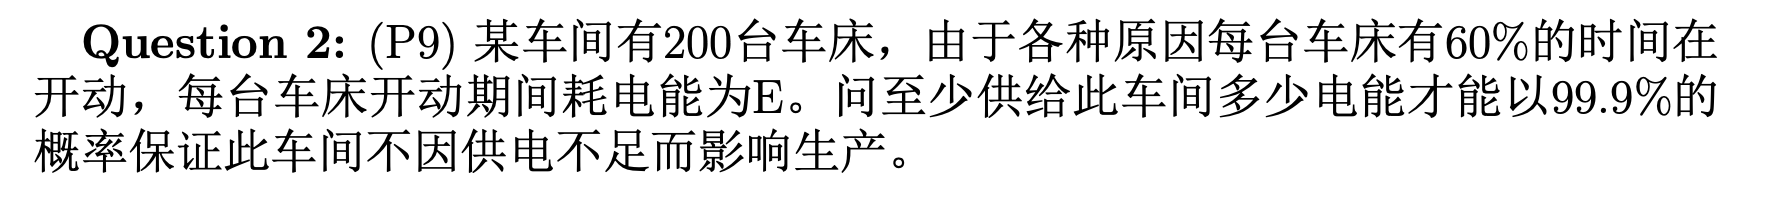 Question 2: (P9) 某车间有200台车床，由于各种原因每台车床有60%的时间在
开动，每台车床开动期间耗电能为E。问至少供给此车间多少电能才能以99.9%的
概率保证此车间不因供电不足而影响生产。